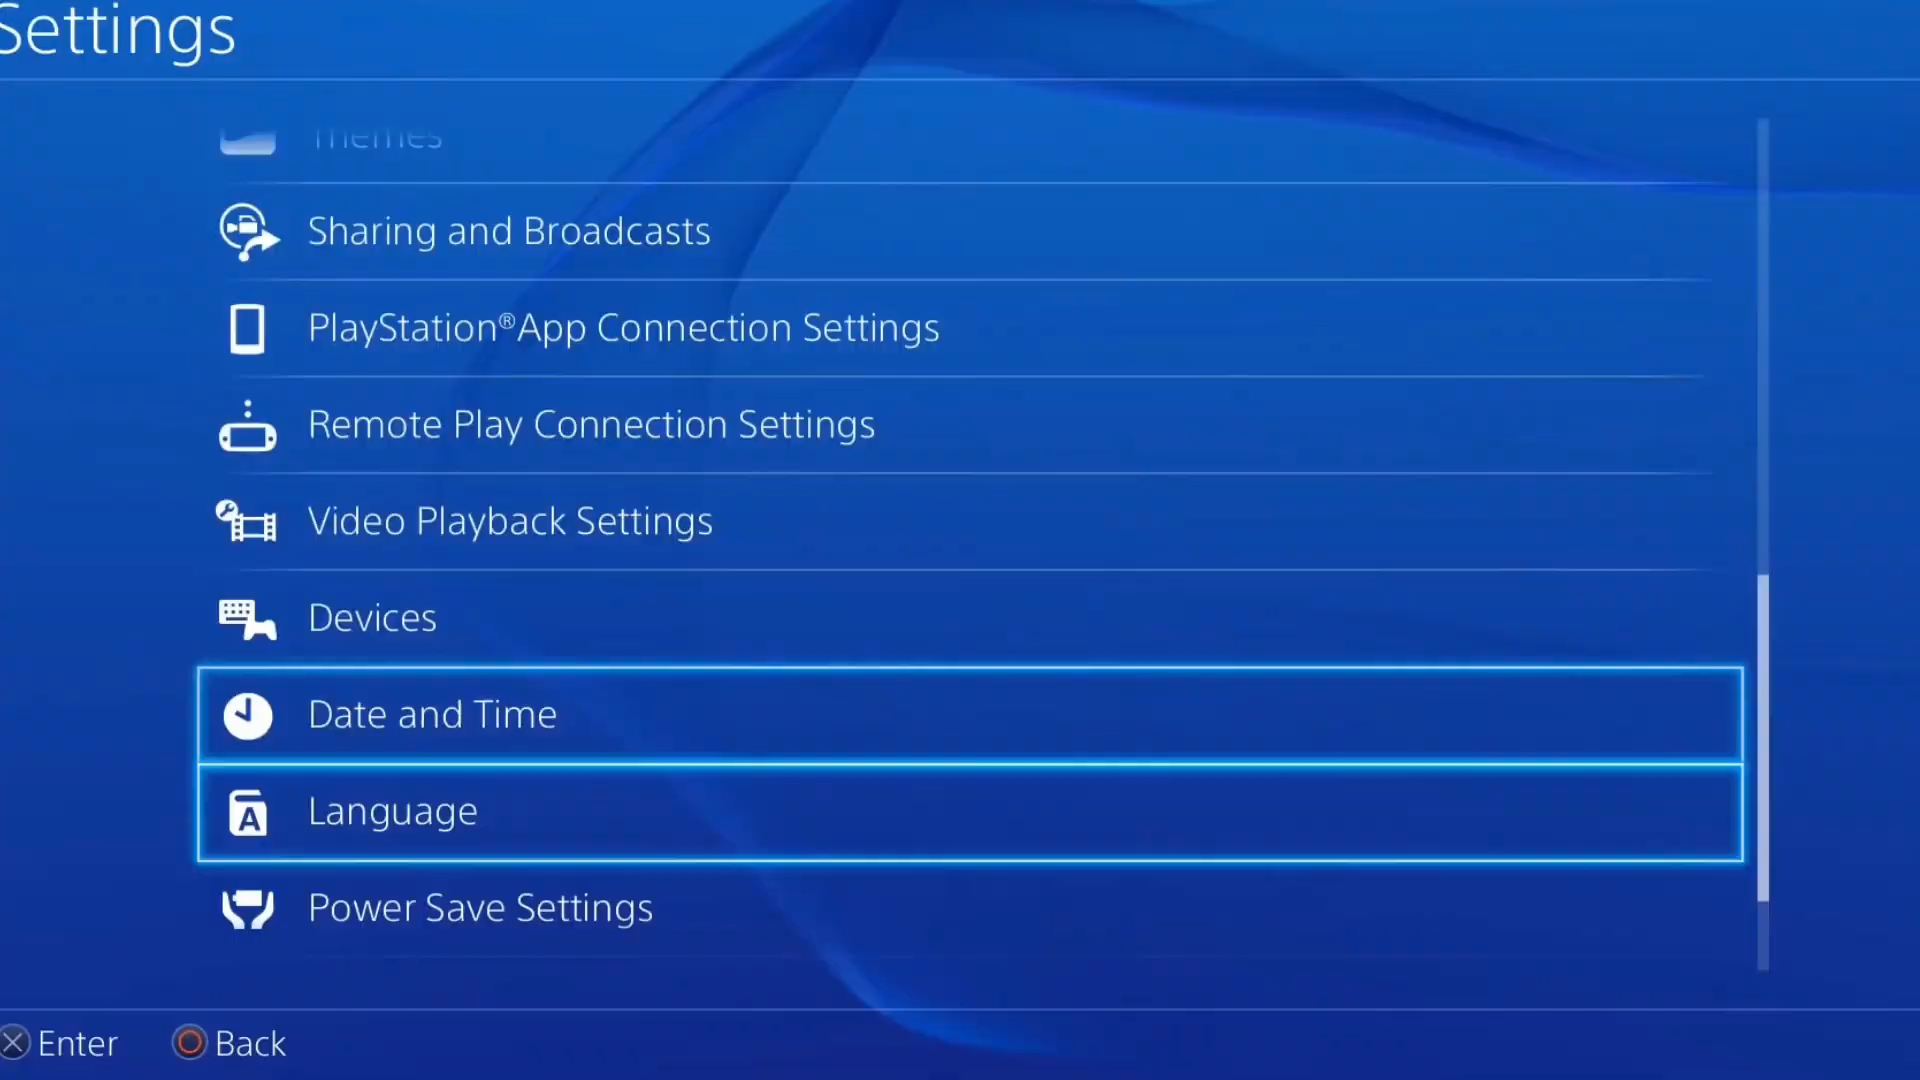 Settings
Themes
Sharing and Broadcasts
PlayStation®App Connection Settings
Remote Play Connection Settings
Video Playback Settings
Devices
Date and Time
Language
Power Save Settings
Enter
Back